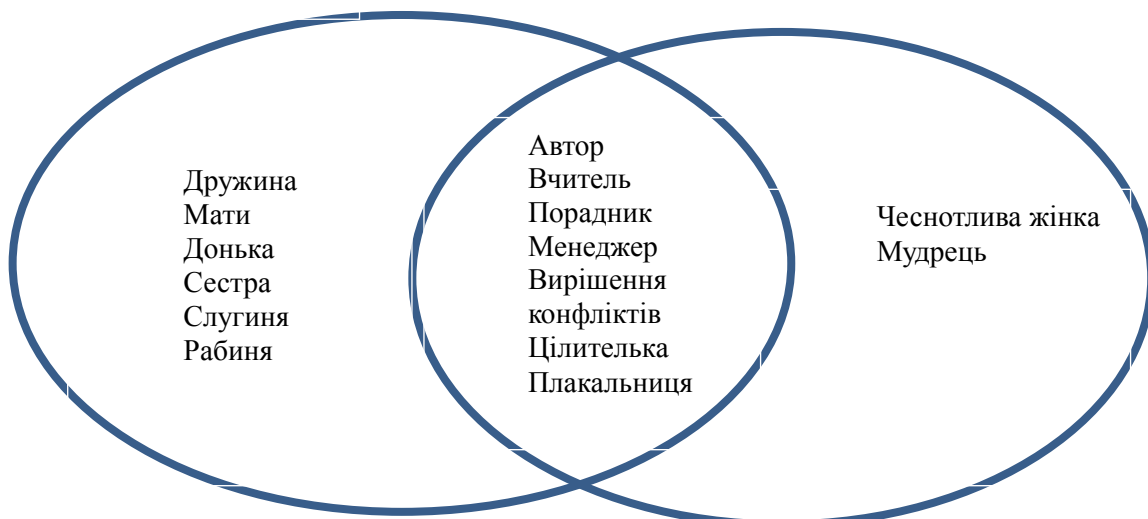 Дружина
Мати
Донька
Сестра
Слугиня
Рабиня
Автор
Вчитель
Порадник
Менеджер
Вирішення
конфліктів
Цілителька
Плакальниця
Чеснотлива жінка
Мудрець